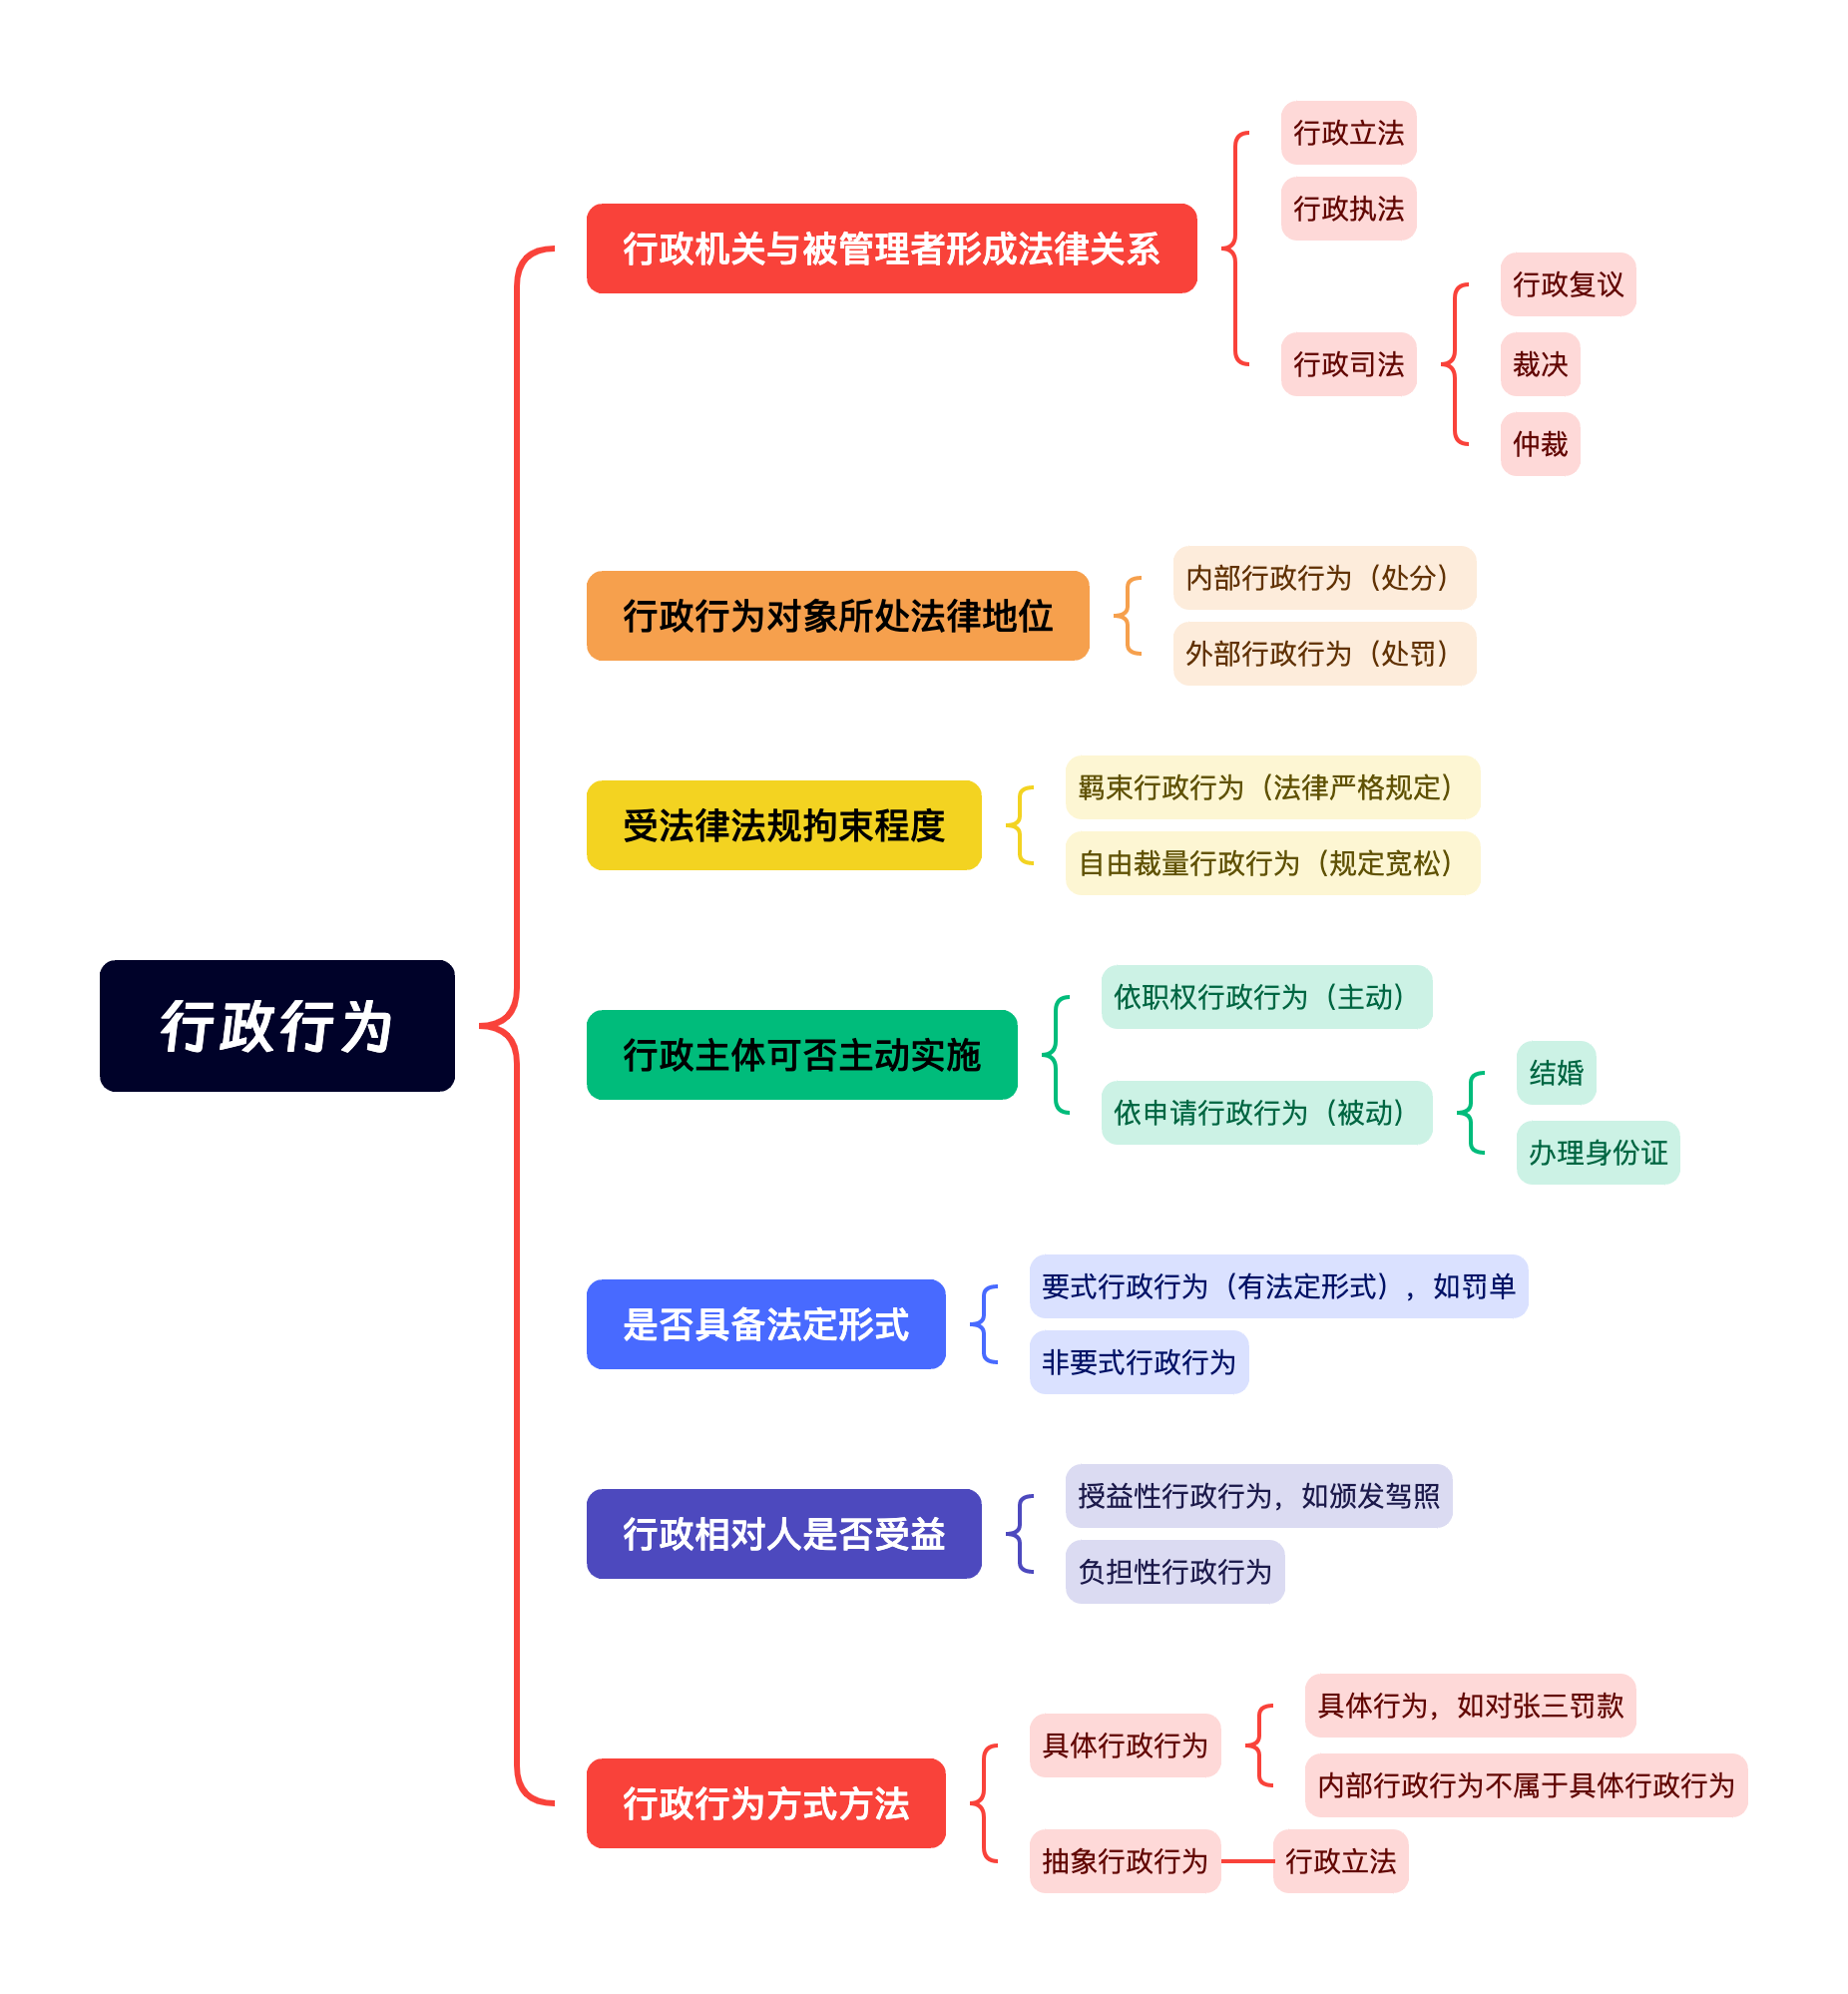 行政行为
行政机关与被管理者形成法律关系
行政立法
行政执法
行政司法
行政复议
裁决
仲裁
行政行为对象所处法律地位
内部行政行为（处分）
外部行政行为（处罚）
受法律法规拘束程度
羁束行政行为（法律严格规定）
自由裁量行政行为（规定宽松）
行政主体可否主动实施
依职权行政行为（主动）
依申请行政行为（被动）
结婚
办理身份证
是否具备法定形式
要式行政行为（有法定形式），如罚单
非要式行政行为
行政相对人是否受益
授益性行政行为，如颁发驾照
负担性行政行为
行政行为方式方法
具体行政行为
具体行为，如对张三罚款
内部行政行为不属于具体行政行为
抽象行政行为
行政立法